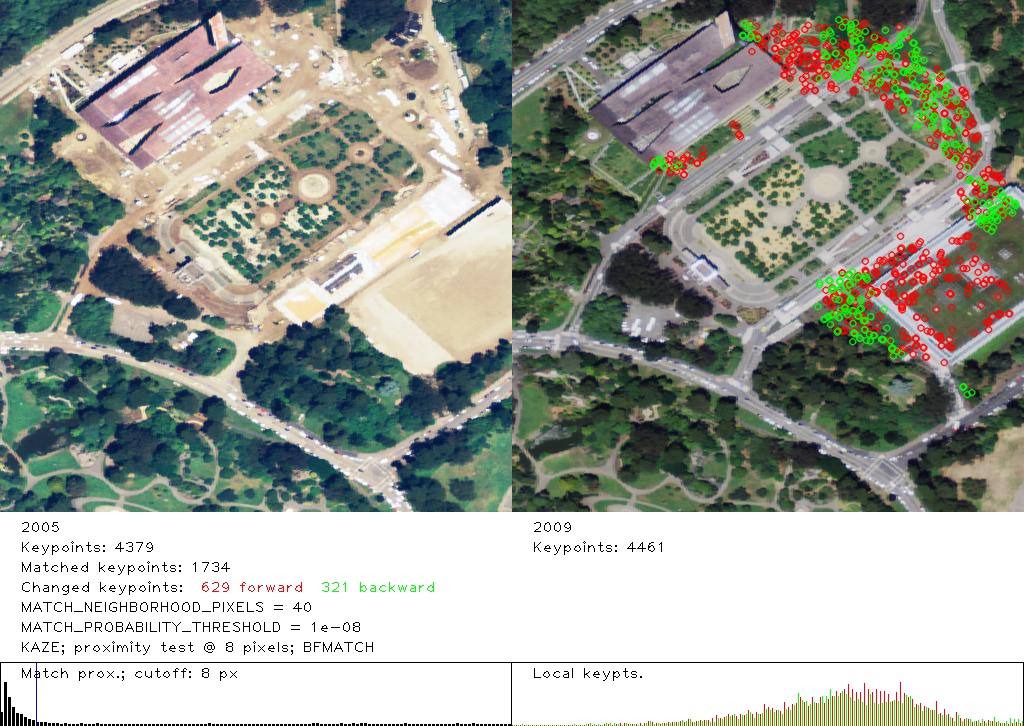 2005
Keypoints: 4379
Matched keypoints: 1734
Changed keypoints: 629 forward 321 backward
MATCH_NEIGHBORHOOD_PIXELS = 40
MATCH_PROBABILITY_THRESHOLD = 1e-08
KAZE; proximity test @ 8 pixels; BFMATCH
2009
Keypoints: 4461
Match prox.; cutoff: 8 px
Local keypts.